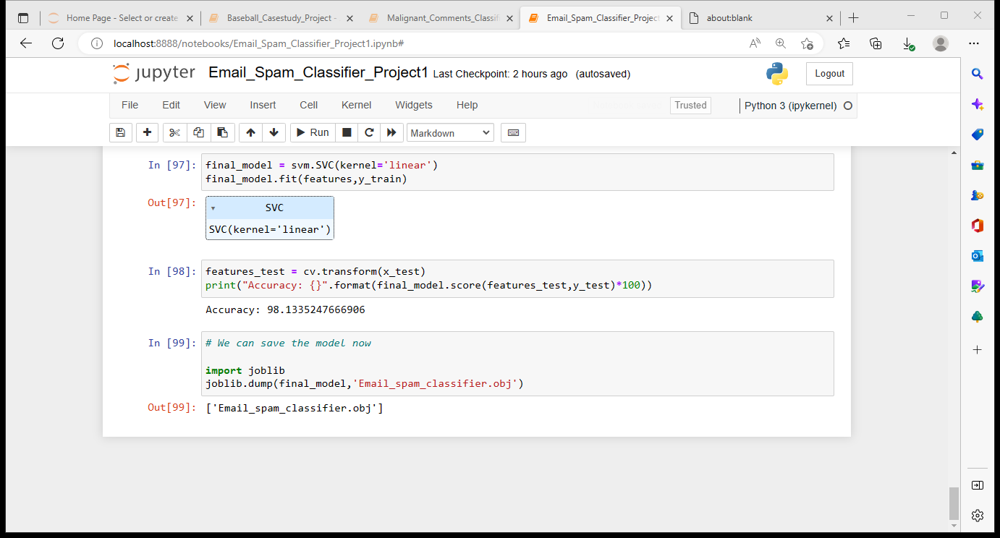 Home Page - Select or create
Baseball_Casestudy_Project -
Malignant_Comments_Classifi
Email_Spam_Classifier_Project
about:blank
localhost:8888/notebooks/Email_Spam_Classifier_Project1.ipynb#
jupyter Email_Spam_Classifier_Project1 Last Checkpoint: 2 hours ago (autosaved)
Logout
File Edit View Insert Cell Kernel Widgets Help
Trusted
Python 3 (ipykernel)
Run
Markdown
In [97]: final_model = svm.SVC(kernel='linear')
final_model.fit(features,y_train)
Out[97]: SVC
SVC(kernel='linear')
In [98]: features_test = cv.transform(x_test)
print("Accuracy: {}".format(final_model.score(features_test,y_test)*100))
Accuracy: 98.1335247666906
In [99]: # We can save the model now
import joblib
joblib.dump(final_model,'Email_spam_classifier.obj')
Out[99]: ['Email_spam_classifier.obj']